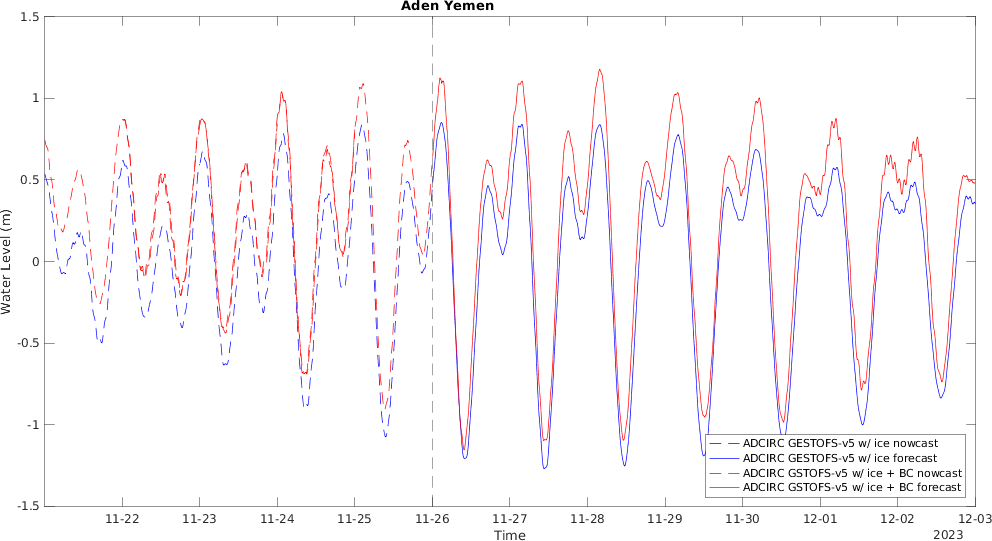 Aden Yemen
1.5
1
0.5
0
-0.5
-1
-1.5
Water Level (m)
11-22 11-23 11-24 11-25 11-26 11-27 11-28 11-29 11-30 12-01 12-02 12-03
Time
2023
ADCIRC GESTOFS-v5 w/ ice nowcast
ADCIRC GESTOFS-v5 w/ ice forecast
ADCIRC GSTOFS-v5 w/ ice + BC nowcast
ADCIRC GSTOFS-v5 w/ ice + BC forecast